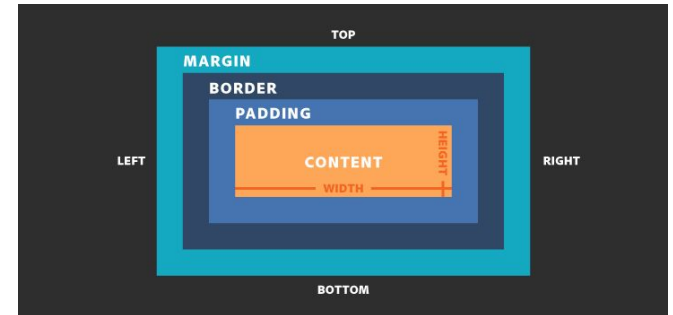 TOP
MARGIN
BORDER
PADDING
LEFT
CONTENT
HEIGHT
RIGHT
WIDTH
BOTTOM